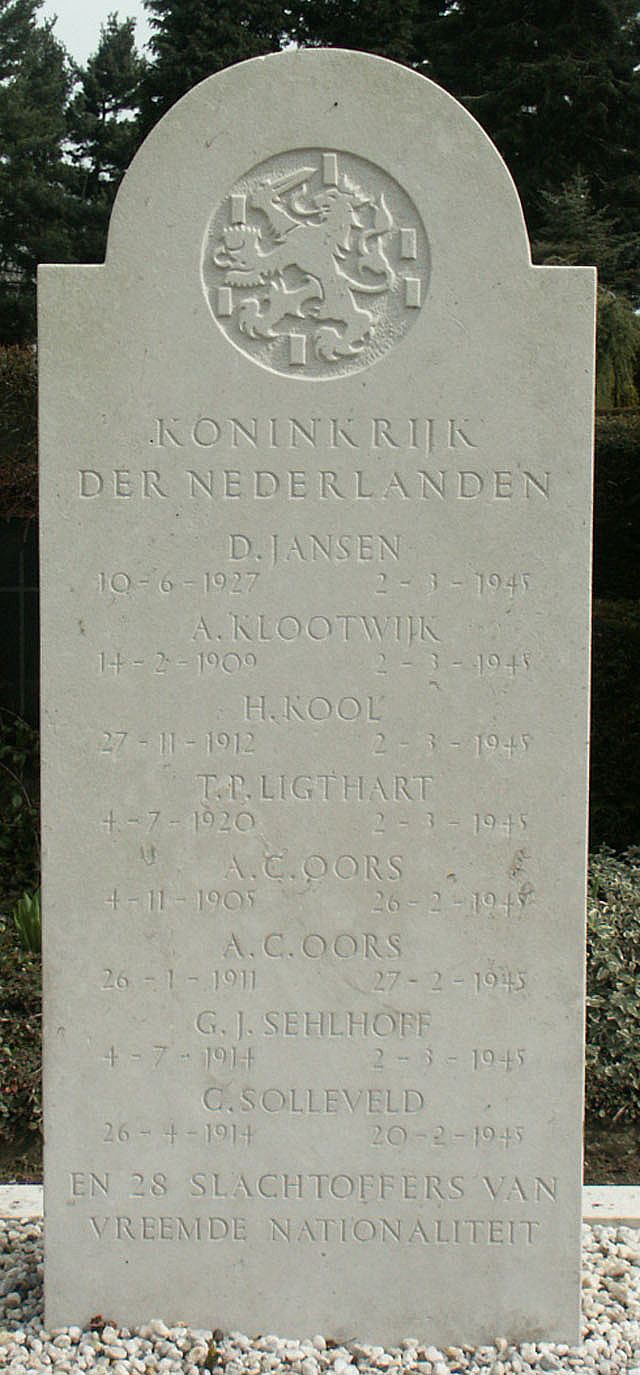 KONINKRIJK
DER NEDERLANDEN
D. JANSEN
10-6-1927 2-3-1945
A. KLOOTWIJK
14-2-1909 2-3-1945
H. KOOL
27-11-1912 2-3-1945
T.P. LIGTHART
4-7-1920 2-3-1945
A.C. OORS
4-11-1905 26-2-1945
A.C. OORS
26-1-1911 27-2-1945
G.J. SEHLHOFF
4-7-1914 2-3-1945
C. SOLLEVELD
26-4-1914 20-2-1945
EN 28 SLACHTOFFERS VAN
VREEMDE NATIONALITEIT